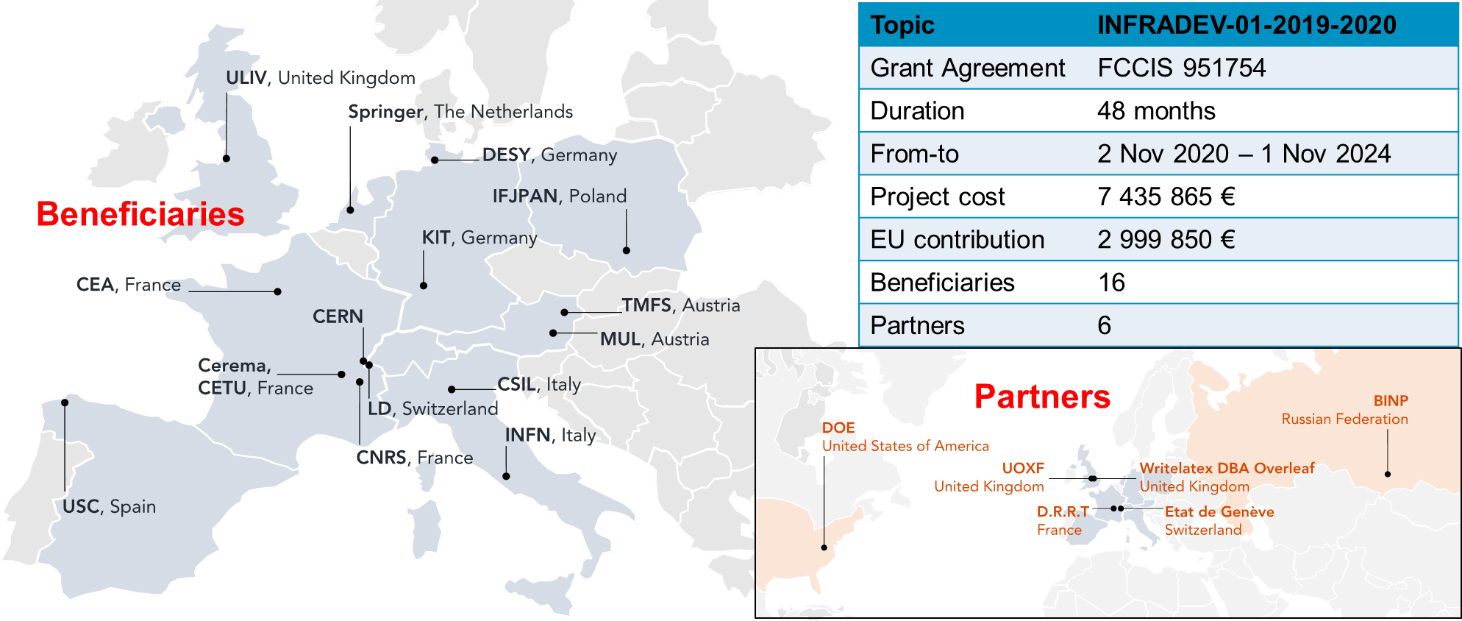 ULIV, United Kingdom
Springer, The Netherlands
DESY, Germany
IFJPAN, Poland
Beneficiaries
KIT, Germany
CEA, France
TMFS, Austria
CERN
MUL, Austria
Cerema,
CETU, France
CSIL, Italy
LD, Switzerland
INFN, Italy
CNRS, France
USC, Spain
Topic INFRADEV-01-2019-2020
Grant Agreement FCCIS 951754
Duration 48 months
From-to 2 Nov 2020 – 1 Nov 2024
Project cost 7 435 865 €
EU contribution 2 999 850 €
Beneficiaries 16
Partners 6
Partners
BINP
Russian Federation
DOE
United States of America
UOXF
United Kingdom
Writelatex DBA Overleaf
United Kingdom
D.R.R.T
France
Etat de Genève
Switzerland